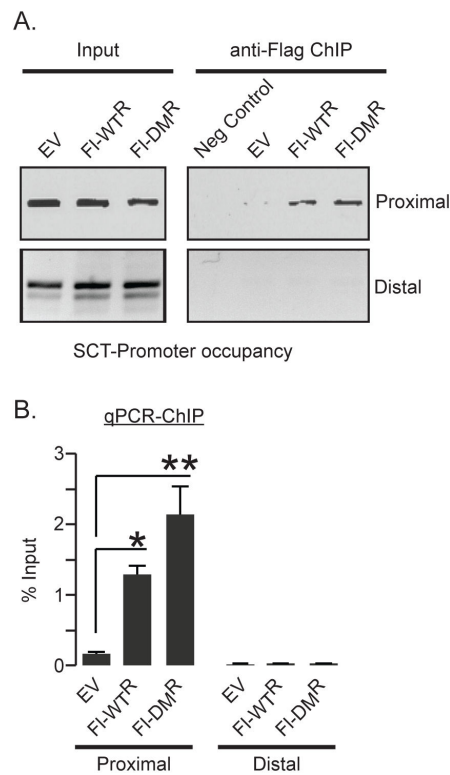 A.
Input
anti-Flag ChIP
EV
Fl-WTR
Fl-DMR
Neg Control
EV
Fl-WTR
Fl-DMR
Proximal
Distal
SCT-Promoter occupancy
B.
qPCR-ChIP
3
2
1
0
% Input
*
**
EV
Fl-WTR
Fl-DMR
EV
Fl-WTR
Fl-DMR
Proximal
Distal